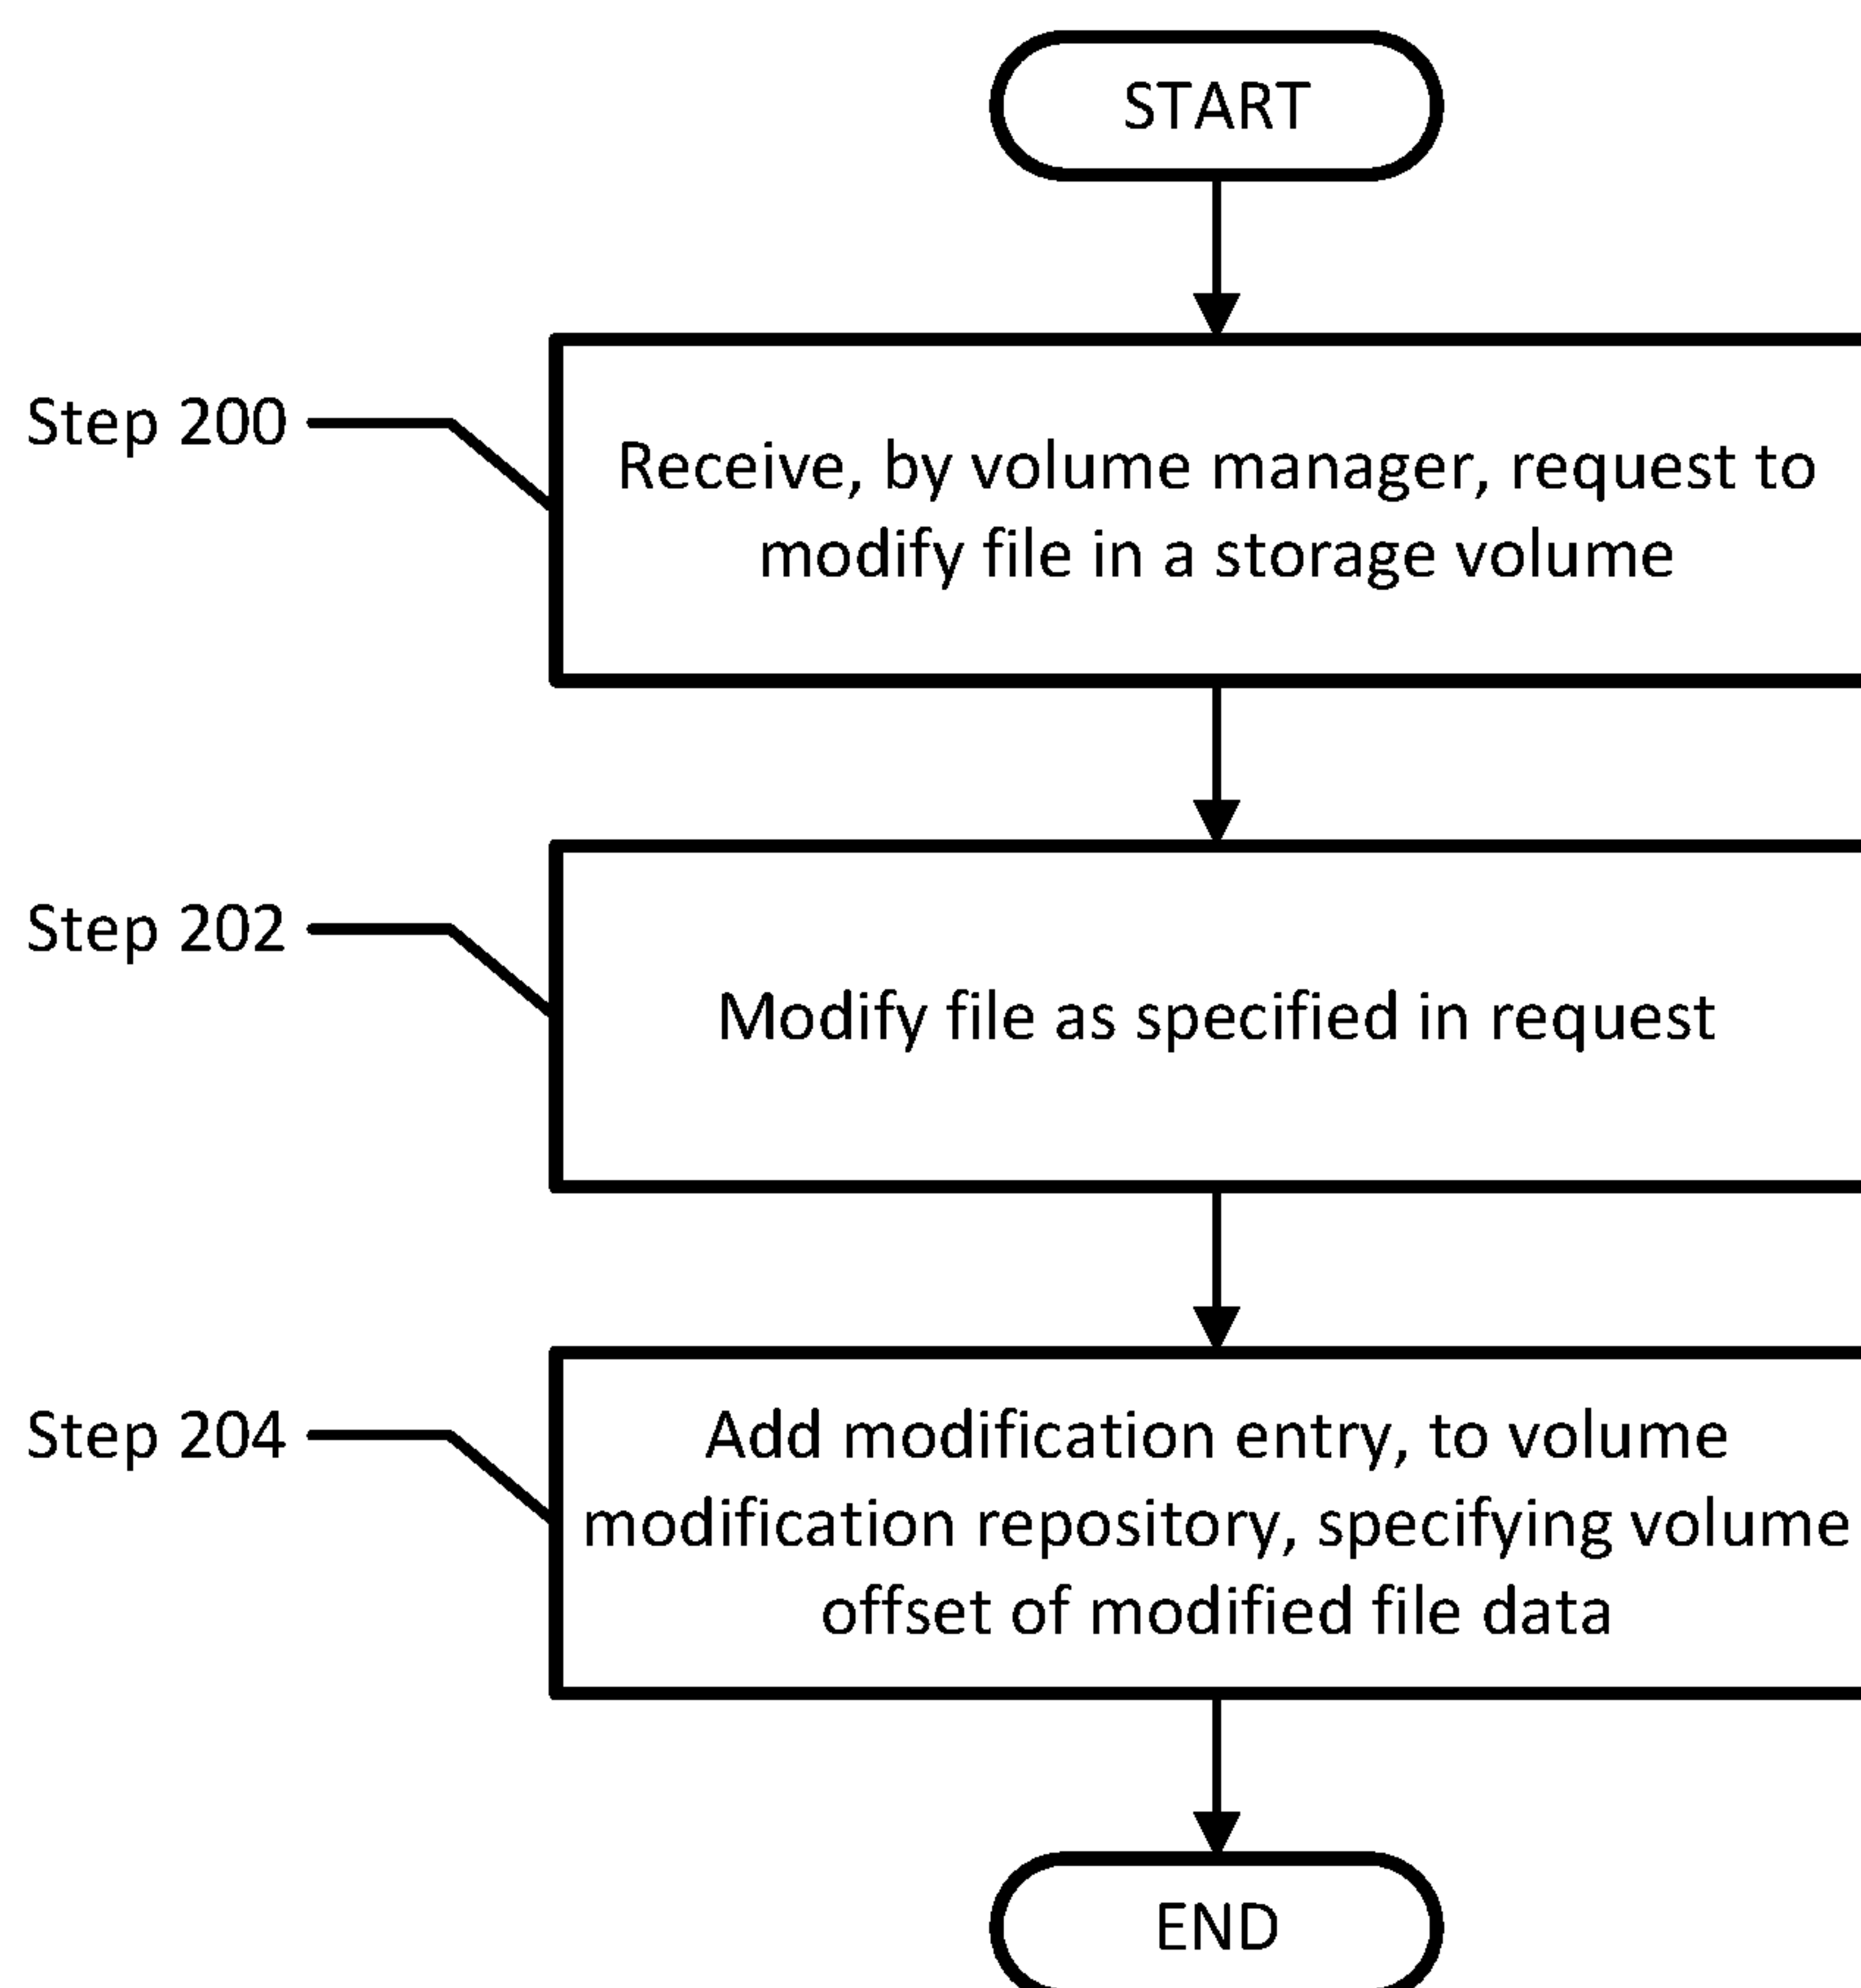 START
Step 200
Receive, by volume manager, request to
modify file in a storage volume
Step 202
Modify file as specified in request
Step 204
Add modification entry, to volume
modification repository, specifying volume
offset of modified file data
END